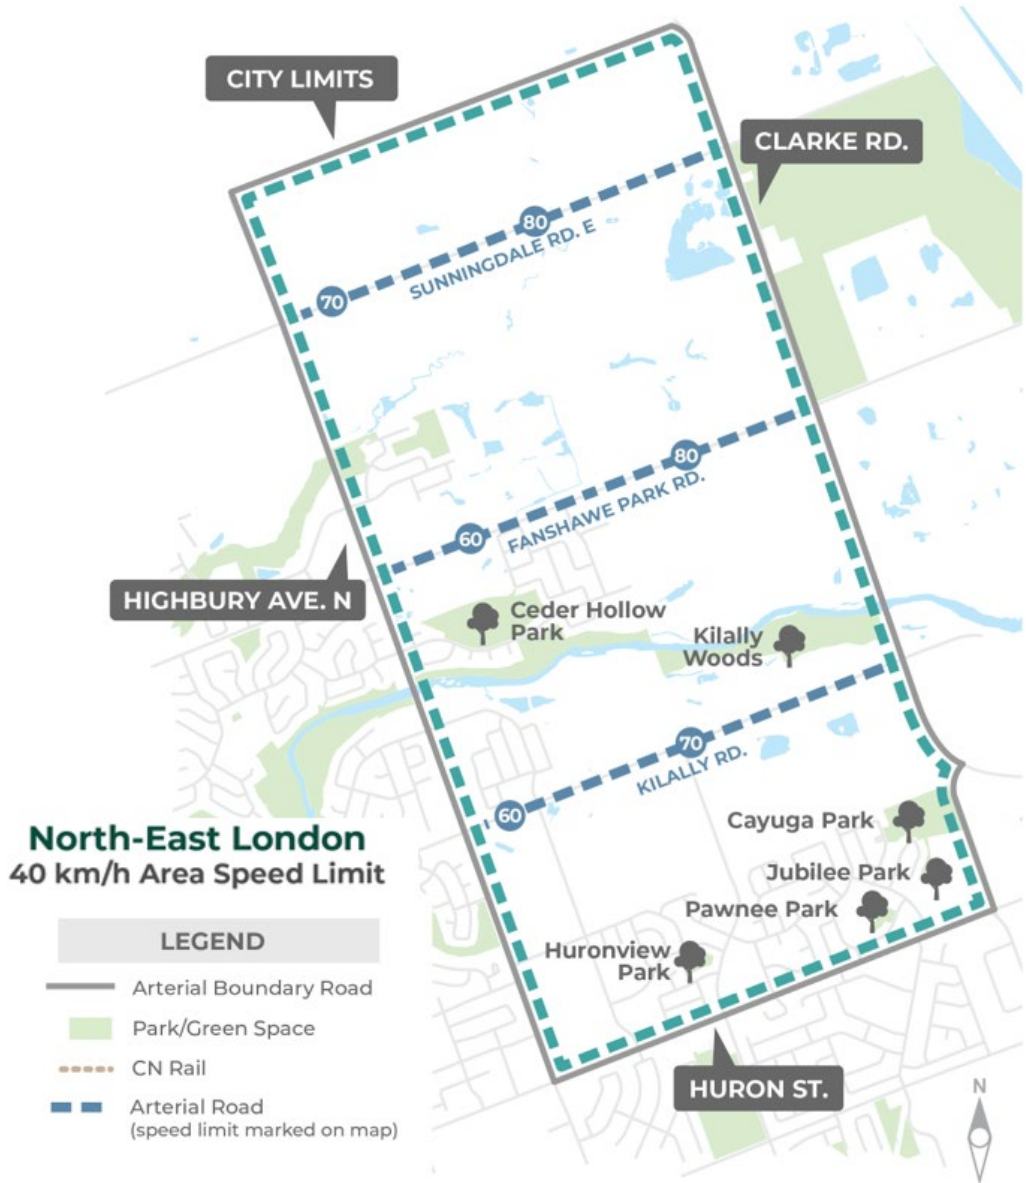 CITY LIMITS
CLARKE RD.
80
SUNNINGDALE RD. E
70
80
FANSHAWE PARK RD.
60
HIGHBURY AVE. N
Ceder Hollow
Park
Kilally
Woods
70
KILALLY RD.
60
Cayuga Park
Jubilee Park
Pawnee Park
Huronview
Park
HURON ST.
North-East London
40 km/h Area Speed Limit
LEGEND
Arterial Boundary Road
Park/Green Space
CN Rail
Arterial Road
(speed limit marked on map)
N